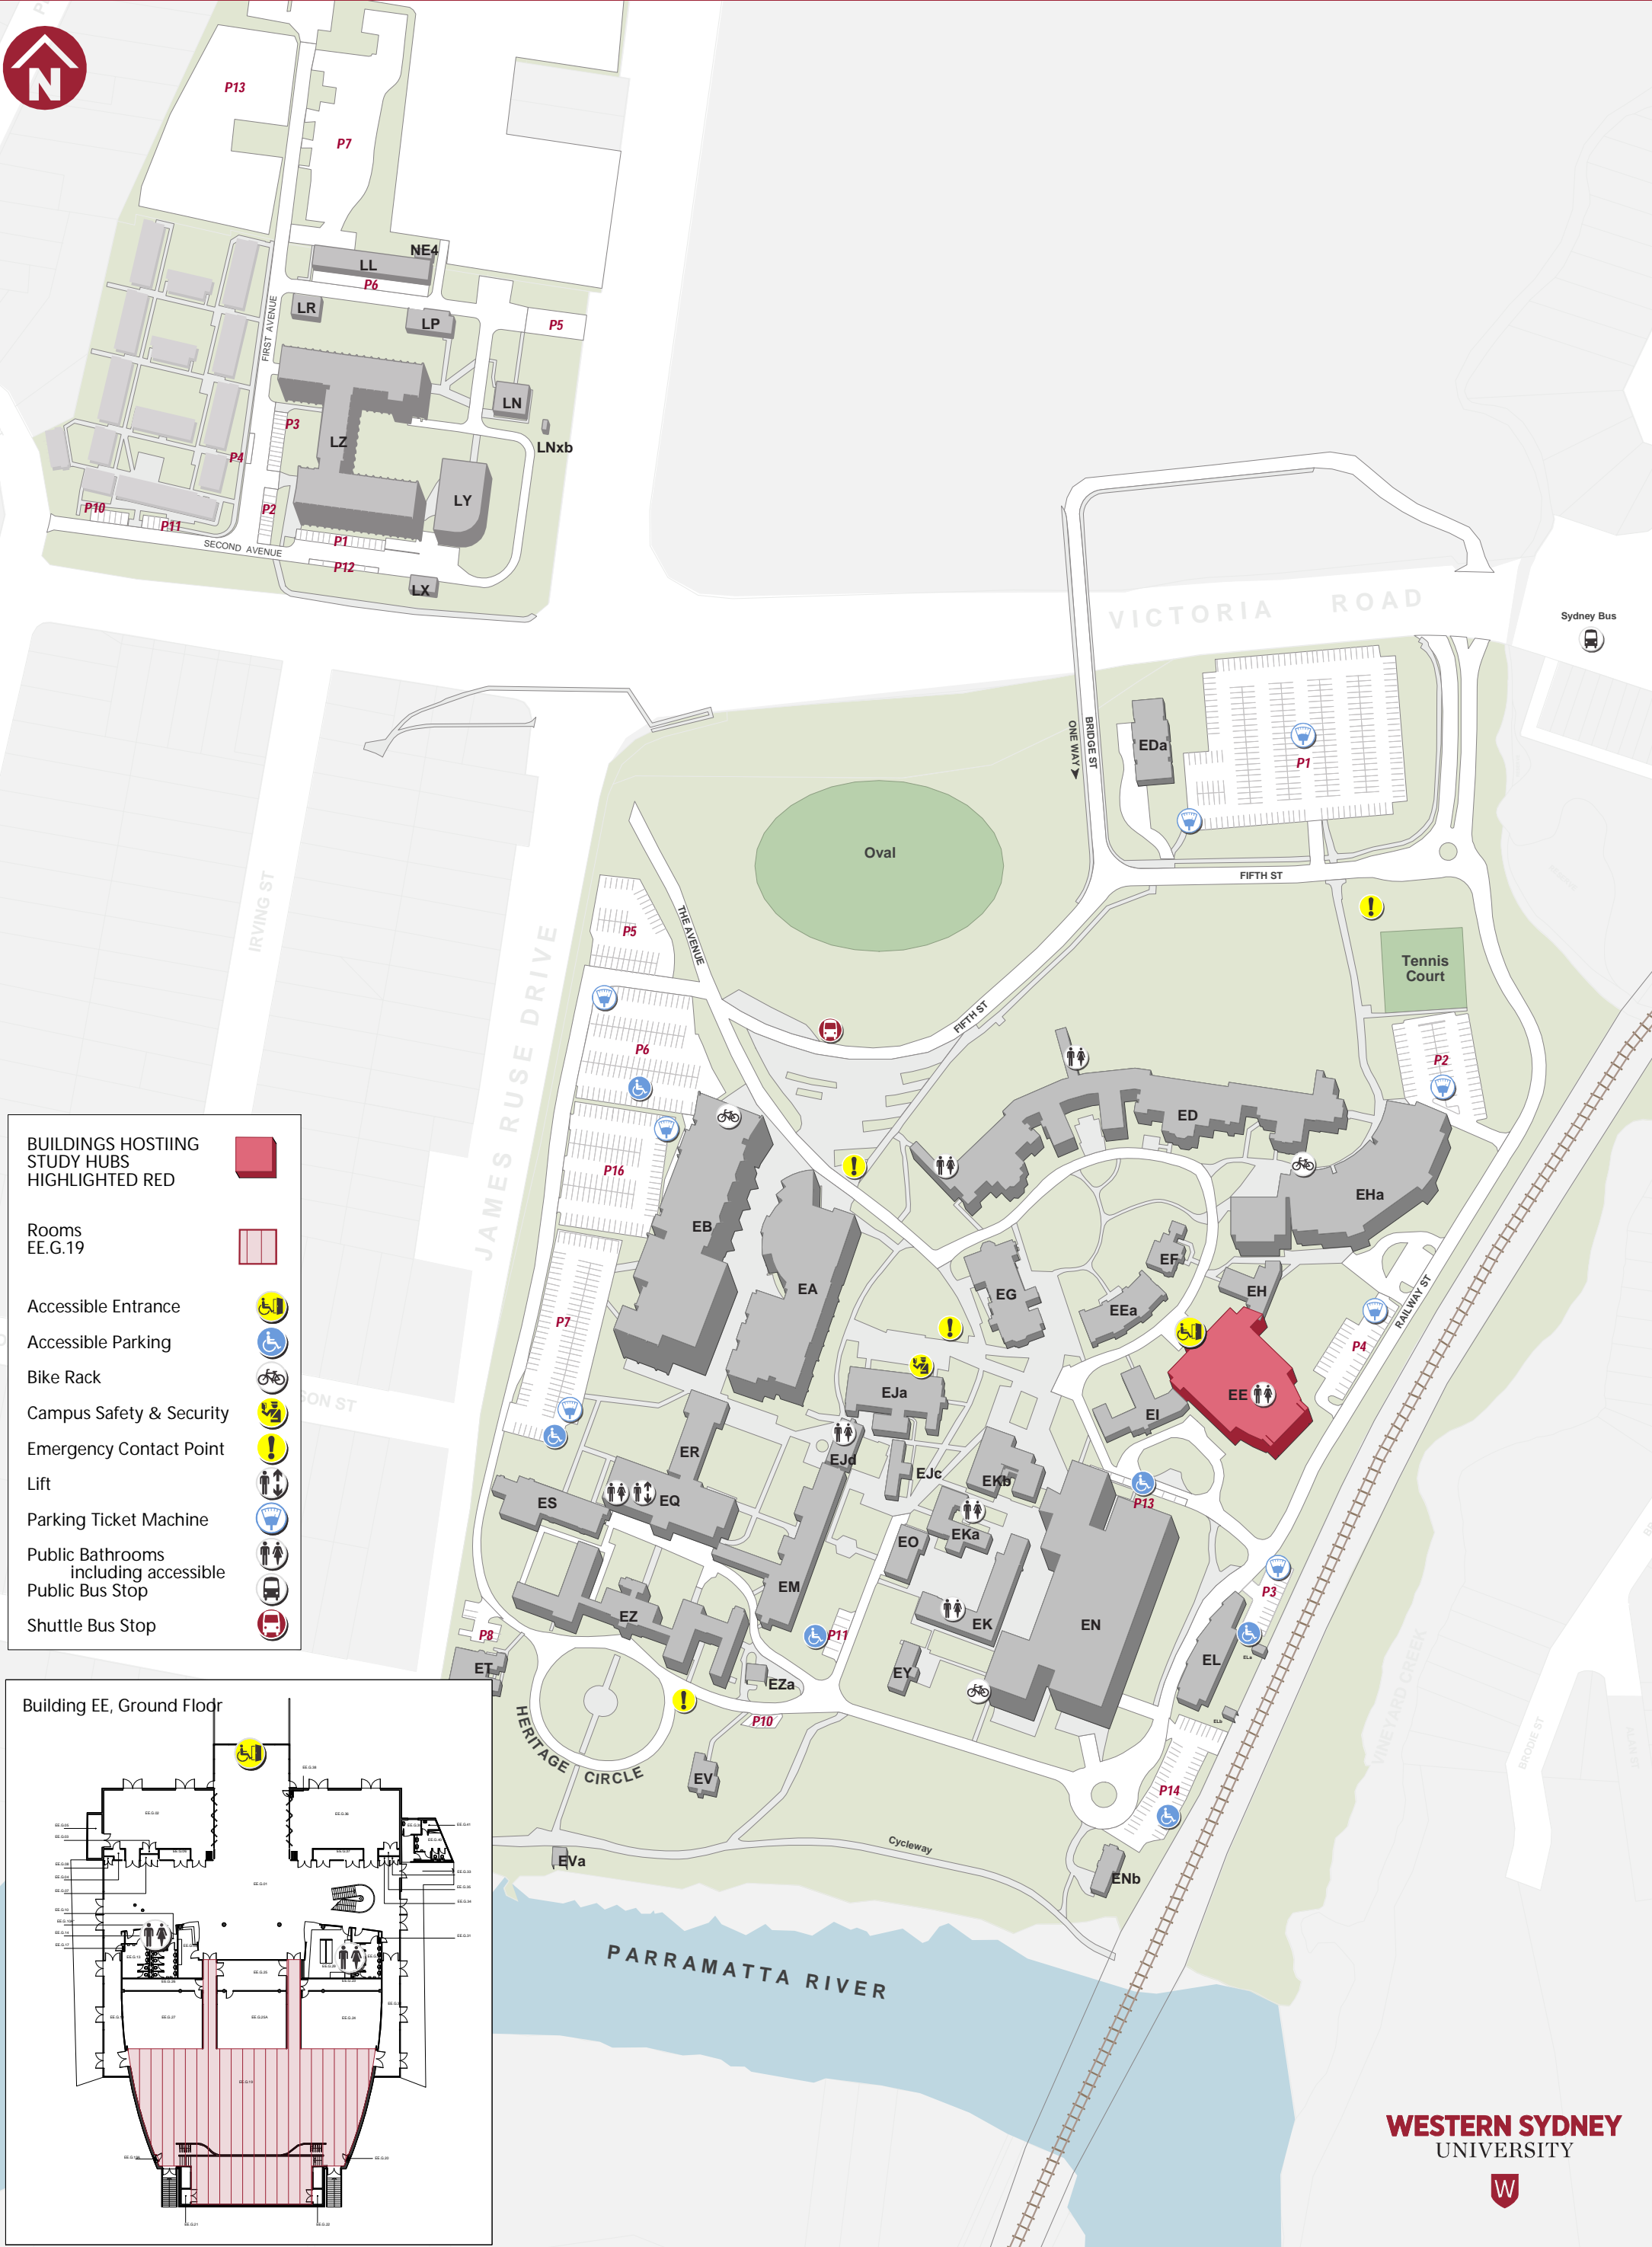 N
P13
P7
NE4
LL
P6
LR
LP
P5
FIRST AVENUE
LN
P3
LZ
LNxb
P4
LY
P10
P2
P11
P1
SECOND AVENUE
P12
LX
VICTORIA ROAD
Sydney Bus
BRIDGE ST
ONE WAY
EDa
P1
Oval
FIFTH ST
IRVING ST
THE AVENUE
P5
JAMES RUSE DRIVE
Tennis
Court
FIFTH ST
P6
P2
ED
P16
EHa
EB
EF
EA
EG
EH
EEa
RAILWAY ST
P7
P4
EJa
EE
EI
SON ST
ER
EJd
EJc
EKb
P13
ES
EQ
EKa
EO
EM
P3
EZ
EK
EN
P8
P11
ET
EY
EL
EZa
P10
HERITAGE CIRCLE
EV
P14
VINEYARD CREEK
BRODIE ST
Cycleway
EVa
ENb
PARRAMATTA RIVER
BUILDINGS HOSTIING
STUDY HUBS
HIGHLIGHTED RED
Rooms
EE.G.19
Accessible Entrance
Accessible Parking
Bike Rack
Campus Safety & Security
Emergency Contact Point
Lift
Parking Ticket Machine
Public Bathrooms
including accessible
Public Bus Stop
Shuttle Bus Stop
Building EE, Ground Floor
WESTERN SYDNEY
UNIVERSITY
W